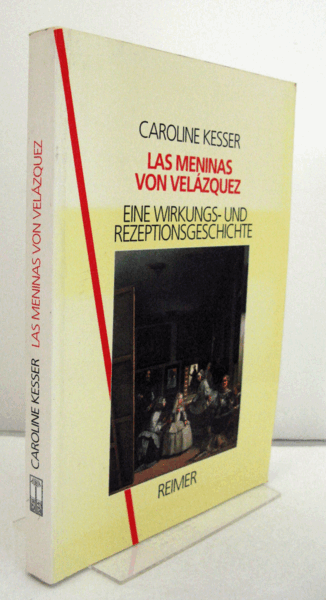 CAROLINE KESSER
LAS MENINAS
VON VELÁZQUEZ
EINE WIRKUNGS- UND
REZEPTIONSGESCHICHTE
REIMER
CAROLINE KESSER LAS MENINAS VON VELÁZQUEZ